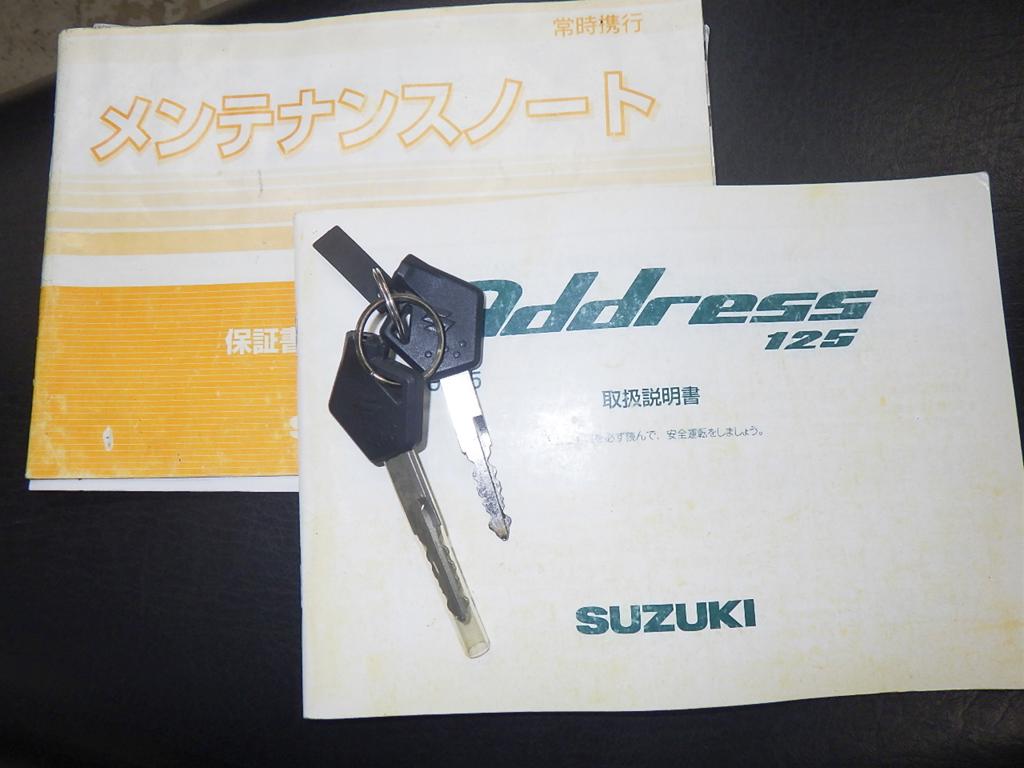 常時携行
メンテナンスノート
保証書
Address
125
取扱説明書
を必ず読んで、安全運転をしましょう。
SUZUKI